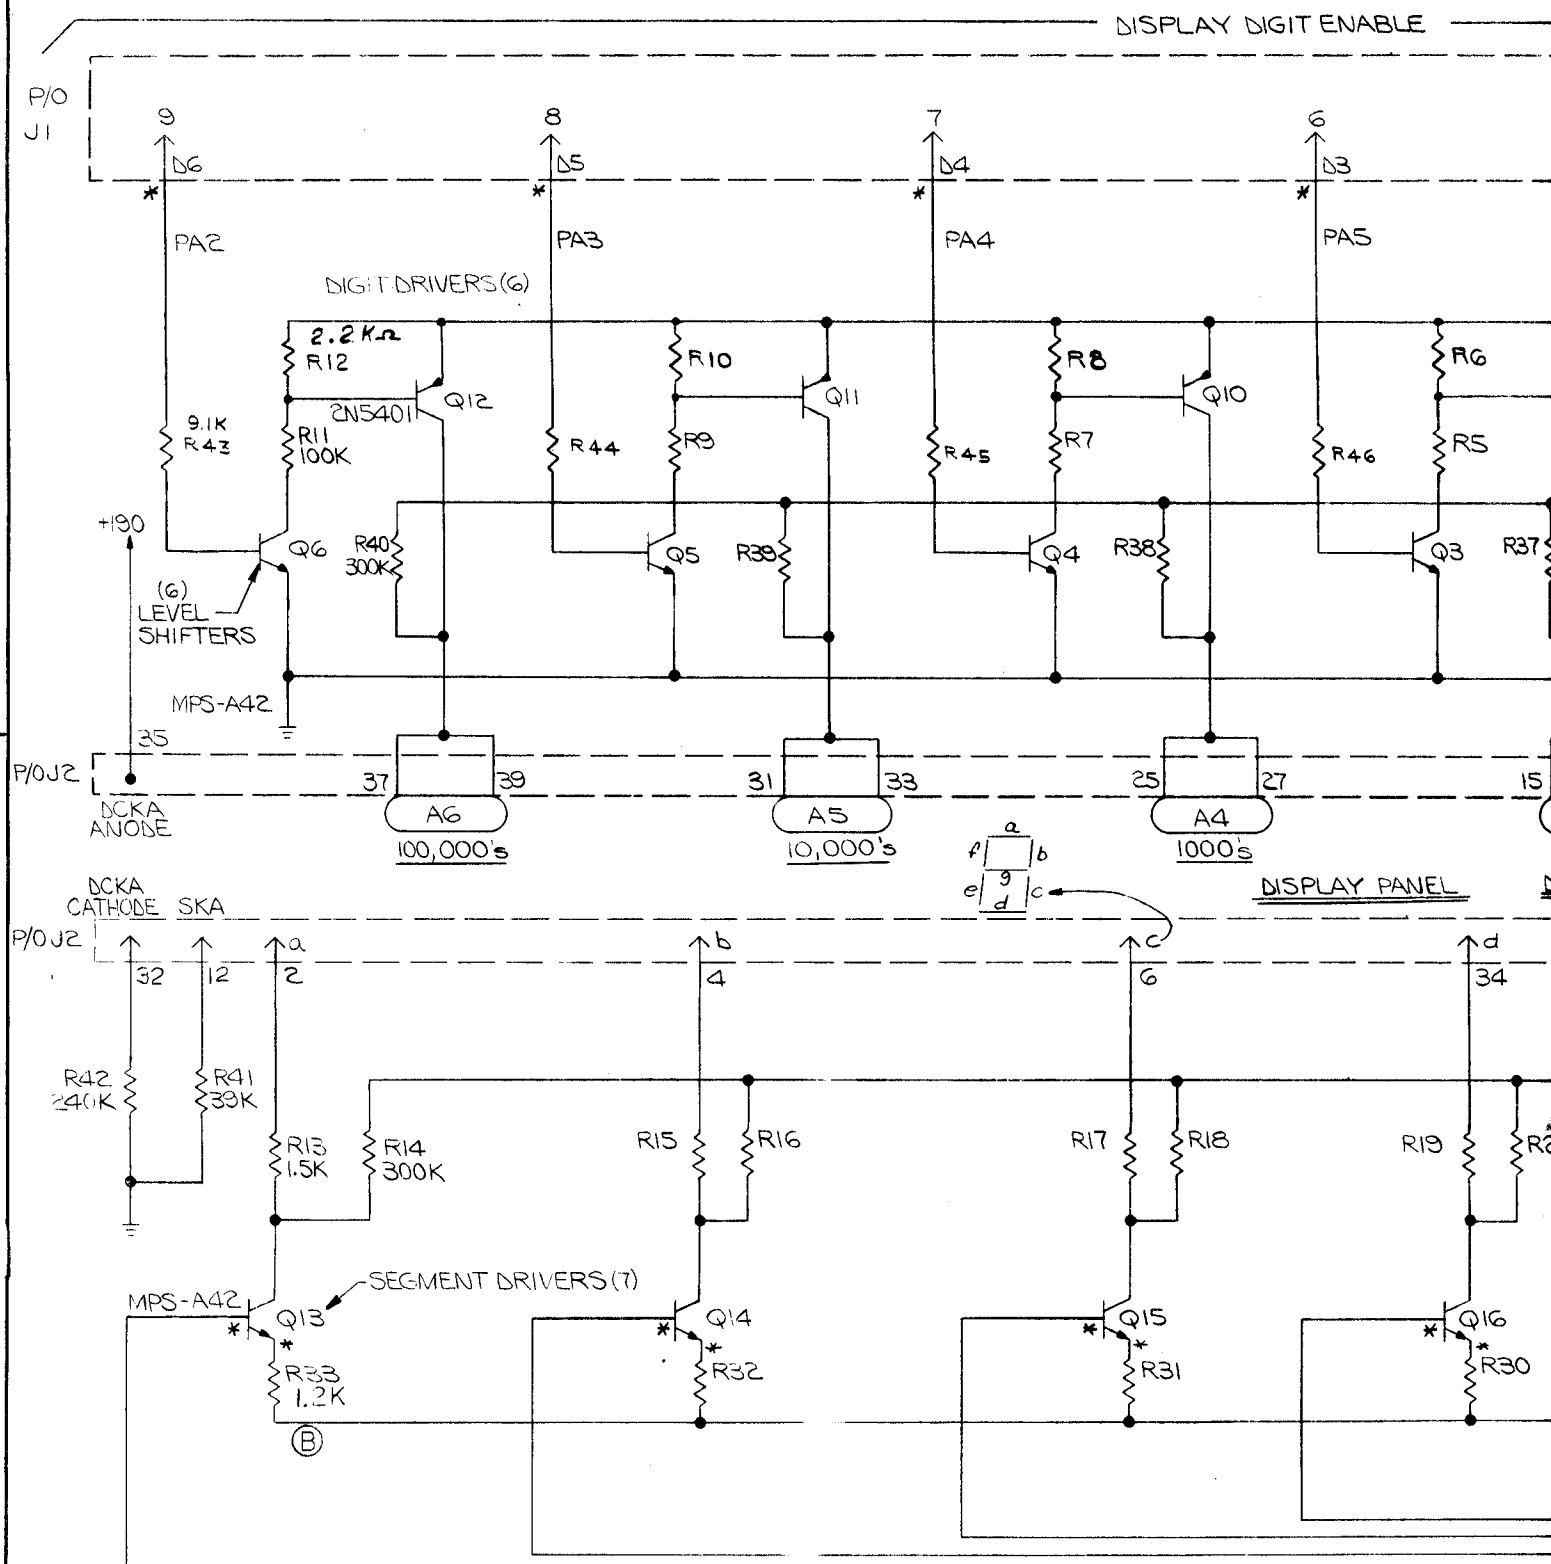 DISPLAY DIGIT ENABLE
P/O
J1
9
8
7
6
D6
D5
D4
D3
*
*
*
*
PA2
PA3
PA4
PA5
DIGIT DRIVERS (6)
2.2KΩ
R12
R10
R8
R6
2N5401
Q12
Q11
Q10
9.1K
R43
R11
100K
R44
R9
R45
R7
R46
R5
+190
Q6
R40
300K
Q5
R39
Q4
R38
Q3
R37
(6)
LEVEL
SHIFTERS
MPS-A42
35
P/O J2
37
39
31
33
25
27
15
DCKA
ANODE
A6
A5
A4
100,000's
10,000's
1000's
a
f
b
g
e
c
d
DISPLAY PANEL
DCKA
CATHODE
SKA
P/O J2
a
b
c
d
32
12
2
4
6
34
R42
240K
R41
39K
R13
1.5K
R14
300K
R15
R16
R17
R18
R19
SEGMENT DRIVERS (7)
MPS-A42
Q13
Q14
Q15
Q16
*
*
*
*
*
*
*
*
R33
1.2K
R32
R31
R30
B